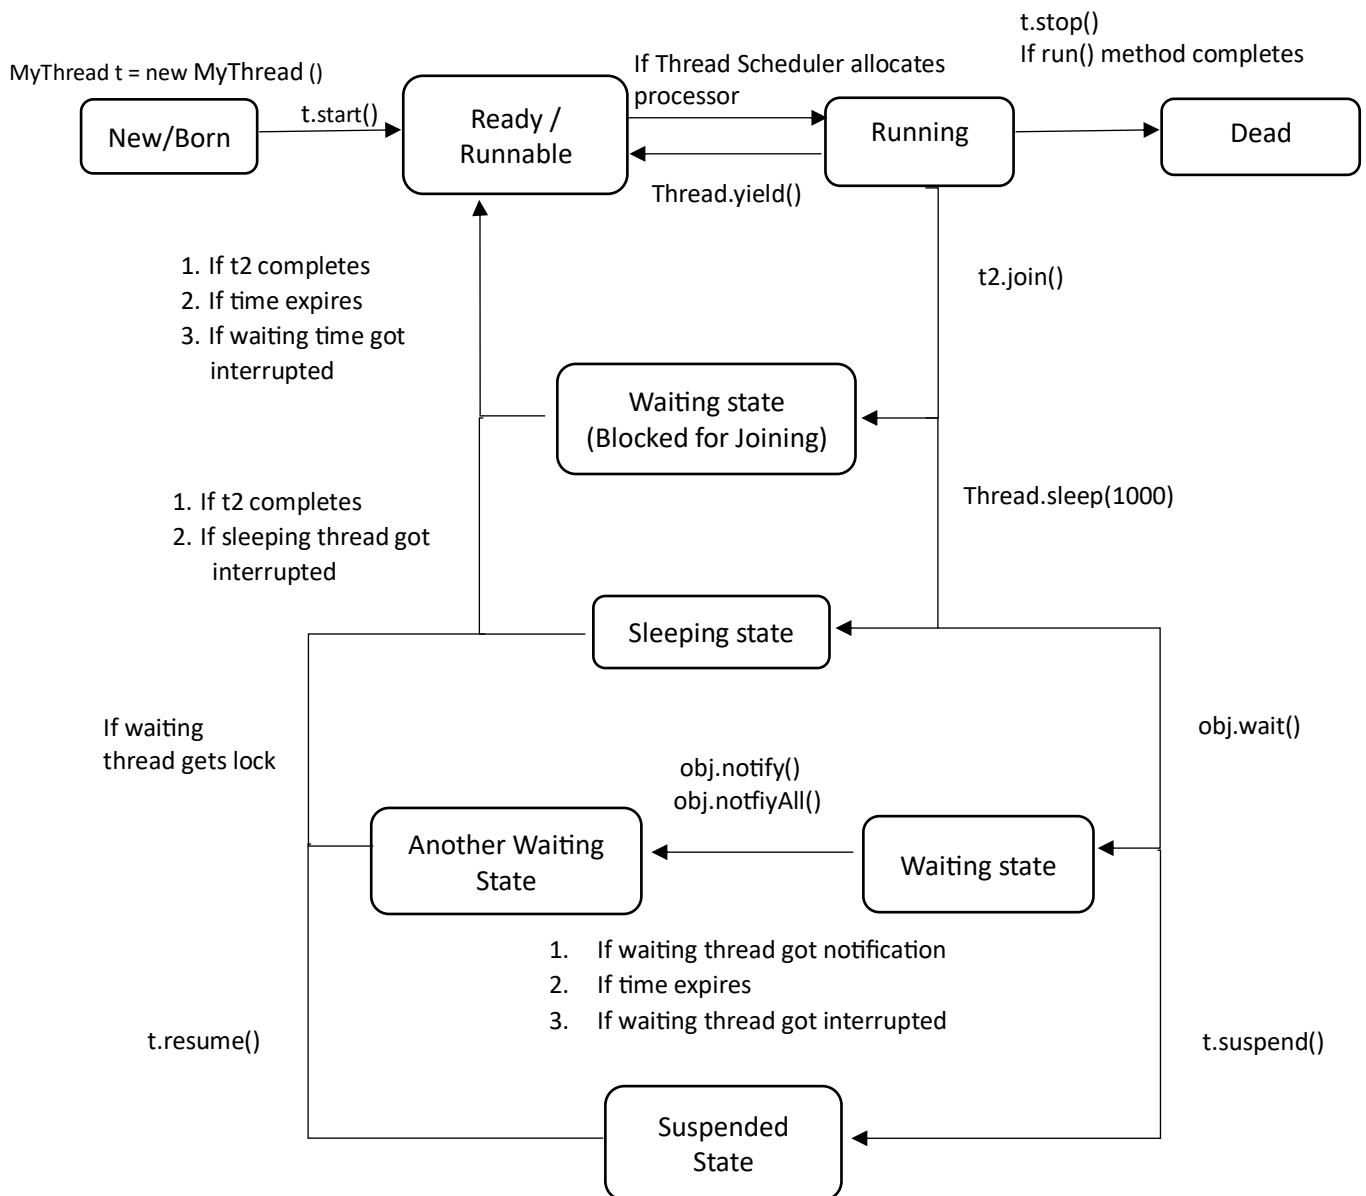 t.stop()
If run() method completes
MyThread t = new MyThread ()
If Thread Scheduler allocates
processor
New/Born
t.start()
Ready /
Runnable
Running
Dead
Thread.yield()
1. If t2 completes
2. If time expires
3. If waiting time got
interrupted
t2.join()
Waiting state
(Blocked for Joining)
1. If t2 completes
2. If sleeping thread got
interrupted
Thread.sleep(1000)
Sleeping state
If waiting
thread gets lock
obj.wait()
obj.notify()
obj.notfiyAll()
Another Waiting
State
Waiting state
1. If waiting thread got notification
2. If time expires
3. If waiting thread got interrupted
t.resume()
t.suspend()
Suspended
State